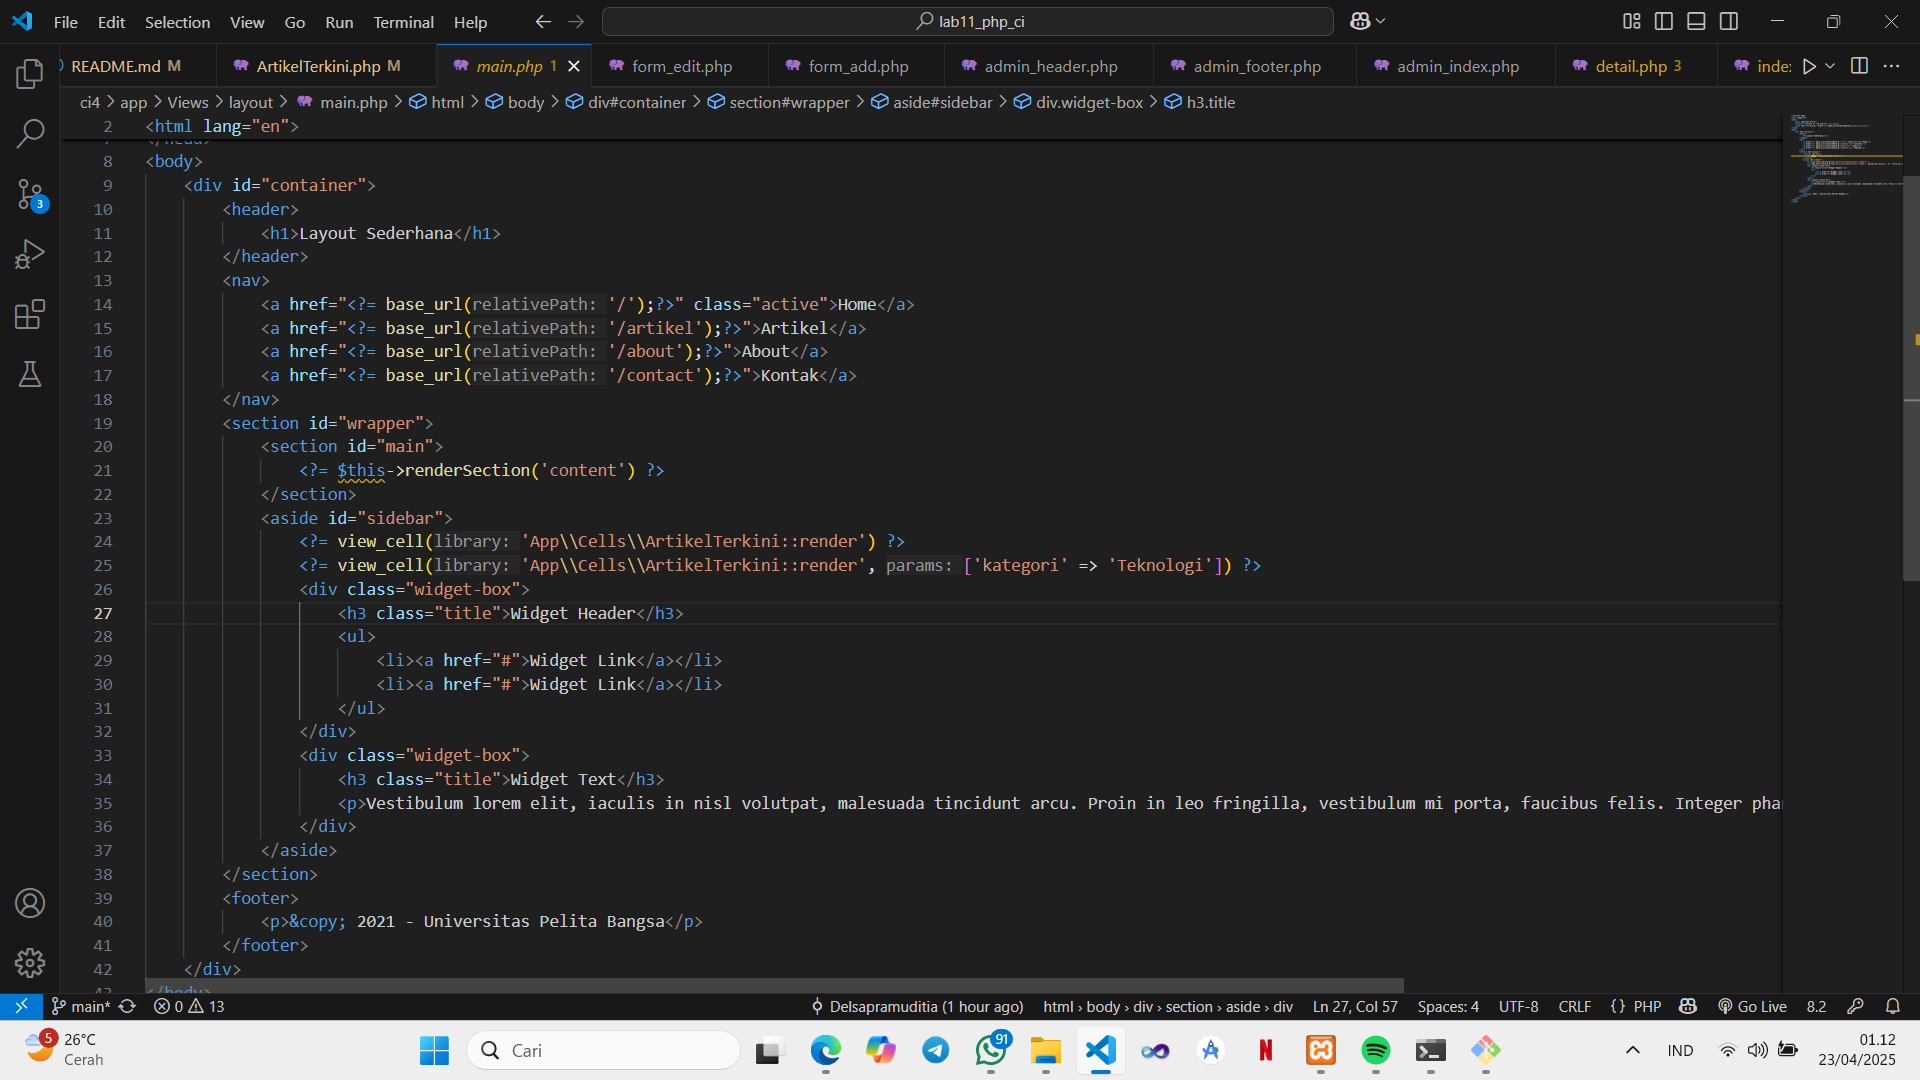 File Edit Selection View Go Run Terminal Help
lab11_php_ci
README.md M
ArtikelTerkini.php M
main.php 1
form_edit.php
form_add.php
admin_header.php
admin_footer.php
admin_index.php
detail.php 3
ci4 > app > Views > layout > main.php > html > body > div#container > section#wrapper > aside#sidebar > div.widget-box > h3.title
2 <html lang="en">
8 <body>
9 <div id="container">
10 <header>
11 <h1>Layout Sederhana</h1>
12 </header>
13 <nav>
14 <a href="<?= base_url(relativePath: '/');?>" class="active">Home</a>
15 <a href="<?= base_url(relativePath: '/artikel');?>">Artikel</a>
16 <a href="<?= base_url(relativePath: '/about');?>">About</a>
17 <a href="<?= base_url(relativePath: '/contact');?>">Kontak</a>
18 </nav>
19 <section id="wrapper">
20 <section id="main">
21 <?= $this->renderSection('content') ?>
22 </section>
23 <aside id="sidebar">
24 <?= view_cell(library: 'App\\Cells\\ArtikelTerkini::render') ?>
25 <?= view_cell(library: 'App\\Cells\\ArtikelTerkini::render', params: ['kategori' => 'Teknologi']) ?>
26 <div class="widget-box">
27 <h3 class="title">Widget Header</h3>
28 <ul>
29 <li><a href="#">Widget Link</a></li>
30 <li><a href="#">Widget Link</a></li>
31 </ul>
32 </div>
33 <div class="widget-box">
34 <h3 class="title">Widget Text</h3>
35 <p>Vestibulum lorem elit, iaculis in nisl volutpat, malesuada tincidunt arcu. Proin in leo fringilla, vestibulum mi porta, faucibus felis. Integer
36 </div>
37 </aside>
38 </section>
39 <footer>
40 <p>&copy; 2021 - Universitas Pelita Bangsa</p>
41 </footer>
42 </div>
3
main* 0 13
Delsapramuditia (1 hour ago) html > body > div > section > aside > div Ln 27, Col 57 Spaces: 4 UTF-8 CRLF {} PHP Go Live 8.2
5
26°C
Cerah
Cari
91
IND
01.12
23/04/2025